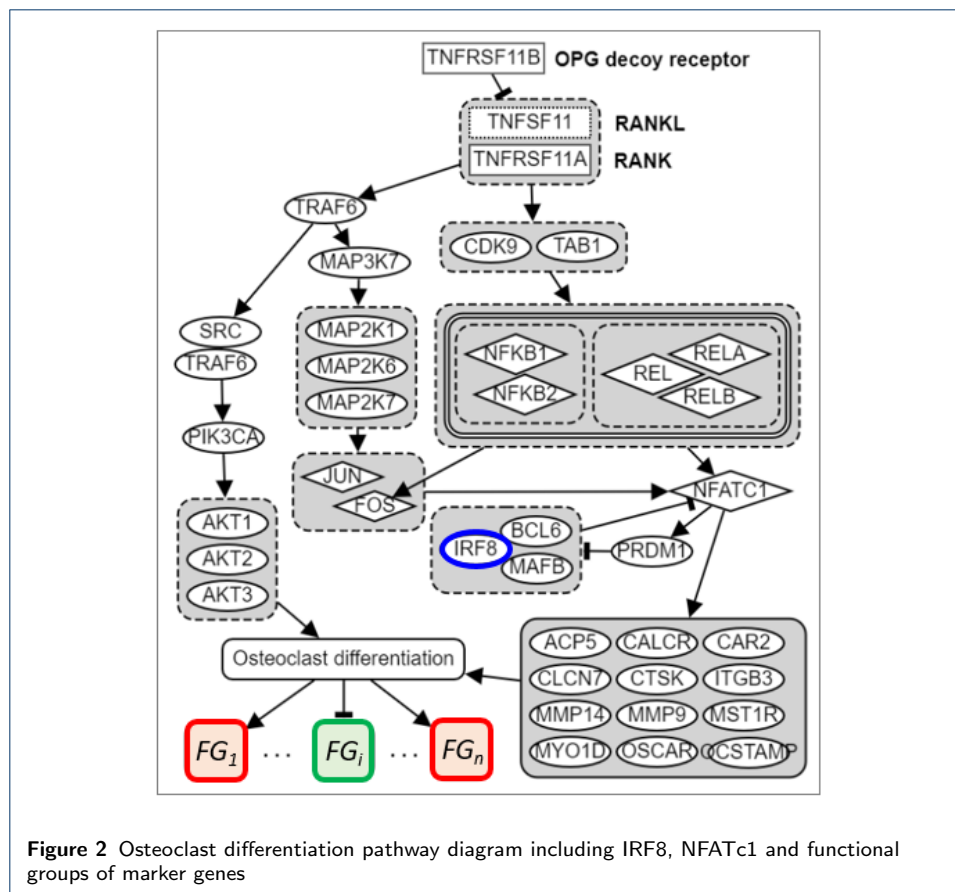 TNFRSF11B OPG decoy receptor
TNFSF11 RANKL
TNFRSF11A RANK
TRAF6
CDK9 TAB1
MAP3K7
SRC
TRAF6
MAP2K1
MAP2K6
MAP2K7
NFKB1
NFKB2
RELA
REL
RELB
PIK3CA
JUN
FOS
NFATC1
AKT1
AKT2
AKT3
BCL6
IRF8
MAFB
PRDM1
Osteoclast differentiation
ACP5 CALCR CAR2
CLCN7 CTSK ITGB3
MMP14 MMP9 MST1R
MYO1D OSCAR OCSTAMP
FG1 ... FGi ... FGn
Figure 2 Osteoclast differentiation pathway diagram including IRF8, NFATc1 and functional
groups of marker genes